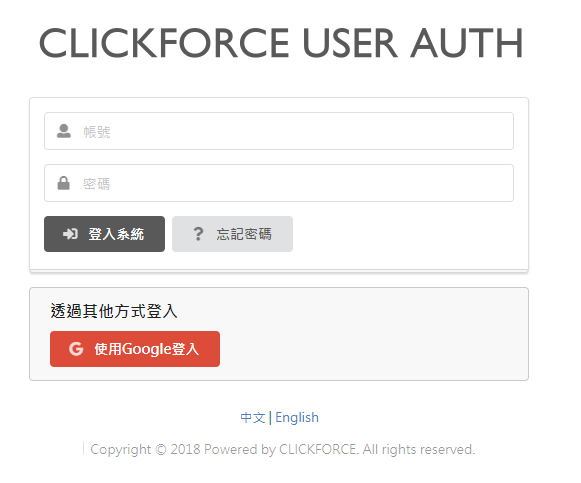 CLICKFORCE USER AUTH
帳號
密碼
登入系統
忘記密碼
透過其他方式登入
使用Google登入
中文 | English
Copyright © 2018 Powered by CLICKFORCE. All rights reserved.